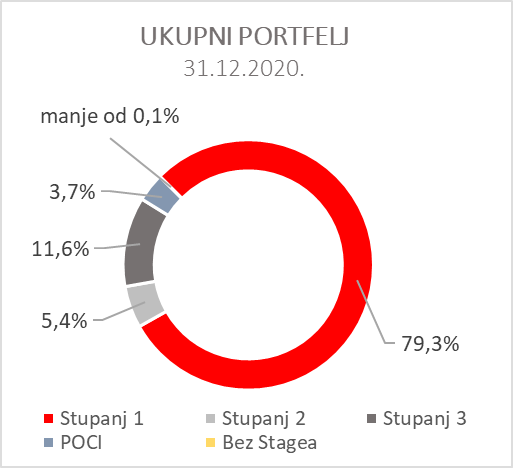 UKUPNI PORTFELJ
31.12.2020.
manje od 0,1%
3,7%
11,6%
5,4%
79,3%
Stupanj 1 Stupanj 2 Stupanj 3
POCI Bez Stagea